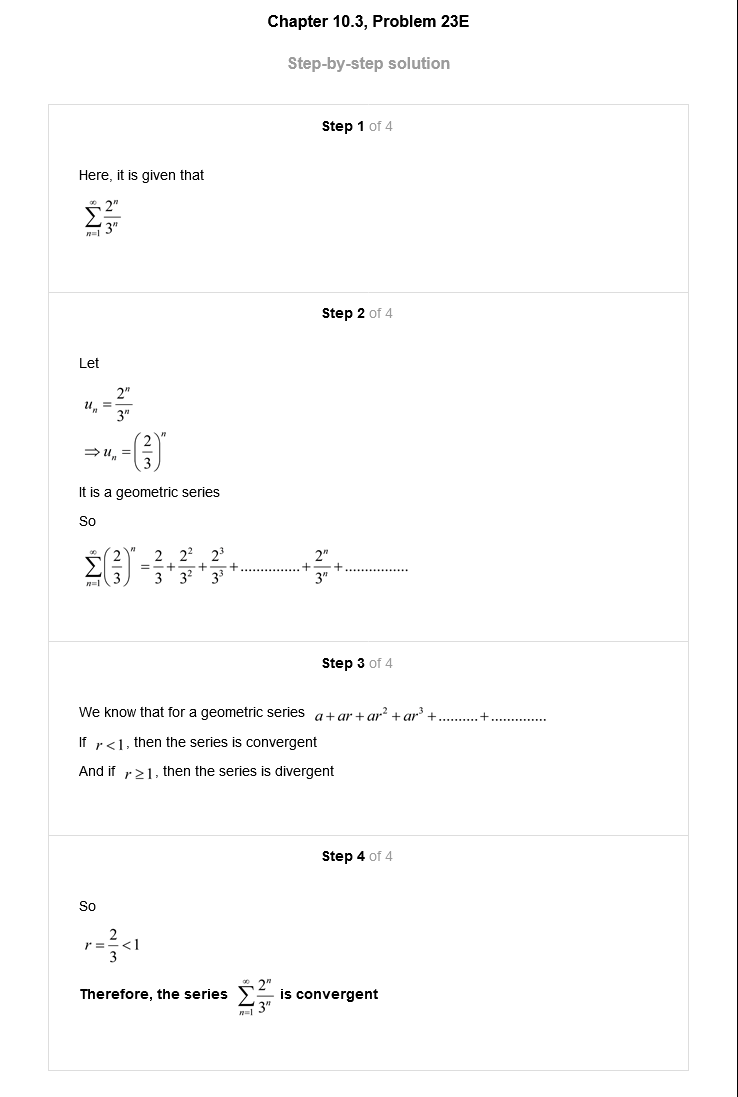 Chapter 10.3, Problem 23E
Step-by-step solution
Step 1 of 4
Here, it is given that
$\sum_{n=1}^{\infty} \frac{2^n}{3^n}$
Step 2 of 4
Let
$u_n = \frac{2^n}{3^n}$
$\Rightarrow u_n = \left(\frac{2}{3}\right)^n$
It is a geometric series
So
$\sum_{n=1}^{\infty} \left(\frac{2}{3}\right)^n = \frac{2}{3} + \frac{2^2}{3^2} + \frac{2^3}{3^3} + ............... + \frac{2^n}{3^n} + ................$
Step 3 of 4
We know that for a geometric series $a + ar + ar^2 + ar^3 + .......... + ..............$
If $r < 1$, then the series is convergent
And if $r \geq 1$, then the series is divergent
Step 4 of 4
So
$r = \frac{2}{3} < 1$
Therefore, the series $\sum_{n=1}^{\infty} \frac{2^n}{3^n}$ is convergent